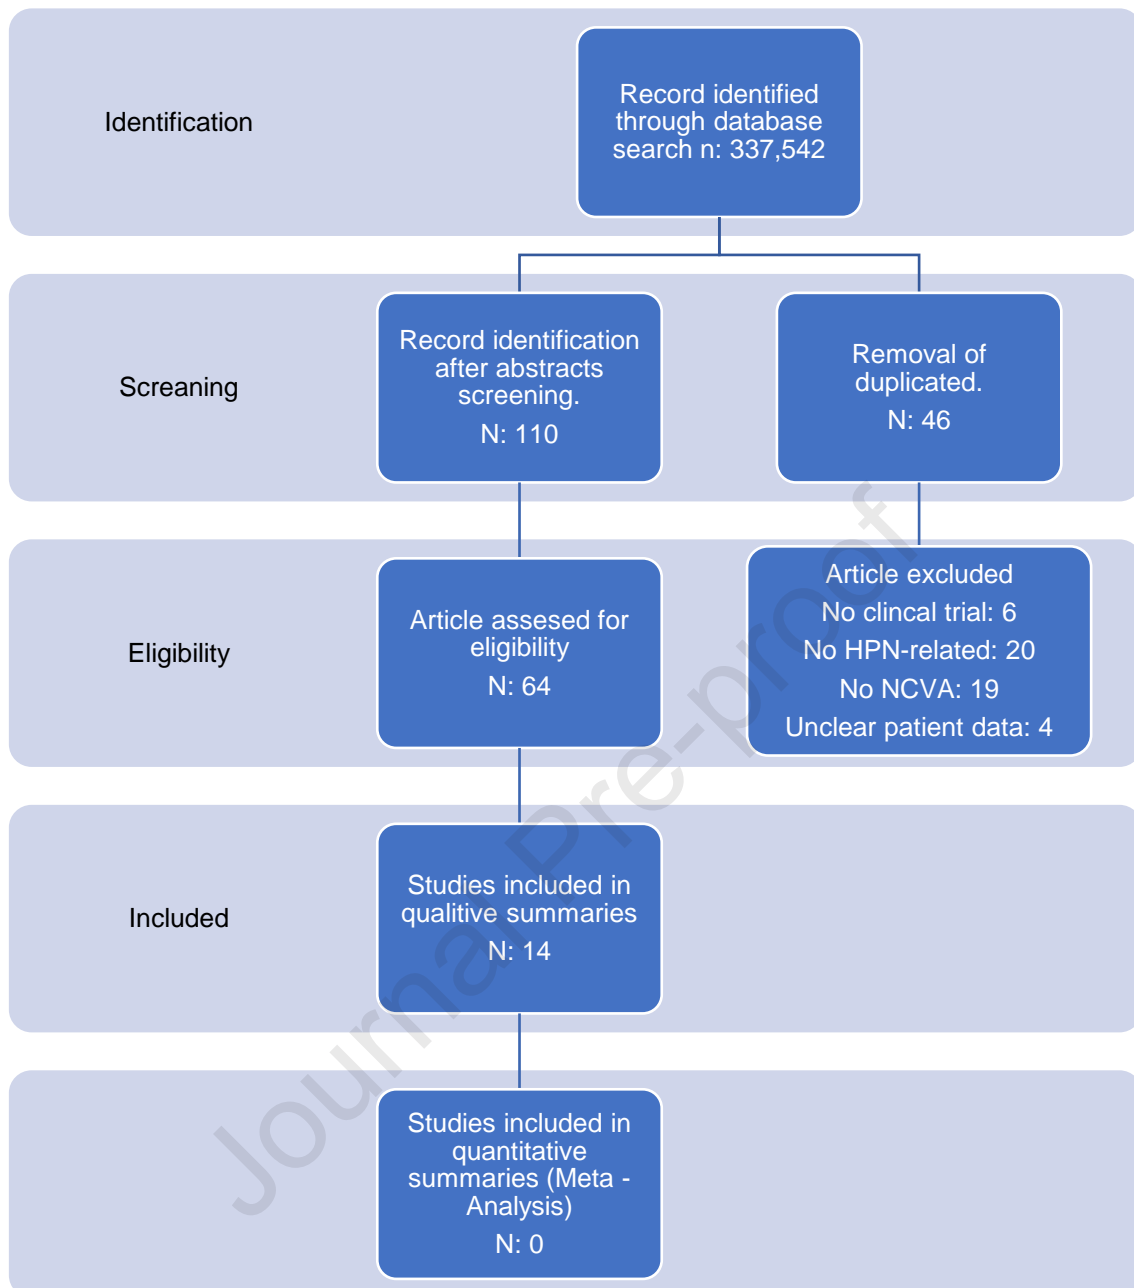 Identification
Record identified
through database
search n: 337,542
Screaning
Record identification
after abstracts
screening.
N: 110
Removal of
duplicated.
N: 46
Eligibility
Article assesed for
eligibility
N: 64
Article excluded
No clincal trial: 6
No HPN-related: 20
No NCVA: 19
Unclear patient data: 4
Included
Studies included in
qualitive summaries
N: 14
Studies included in
quantitative
summaries (Meta -
Analysis)
N: 0
Journal Pre-proof